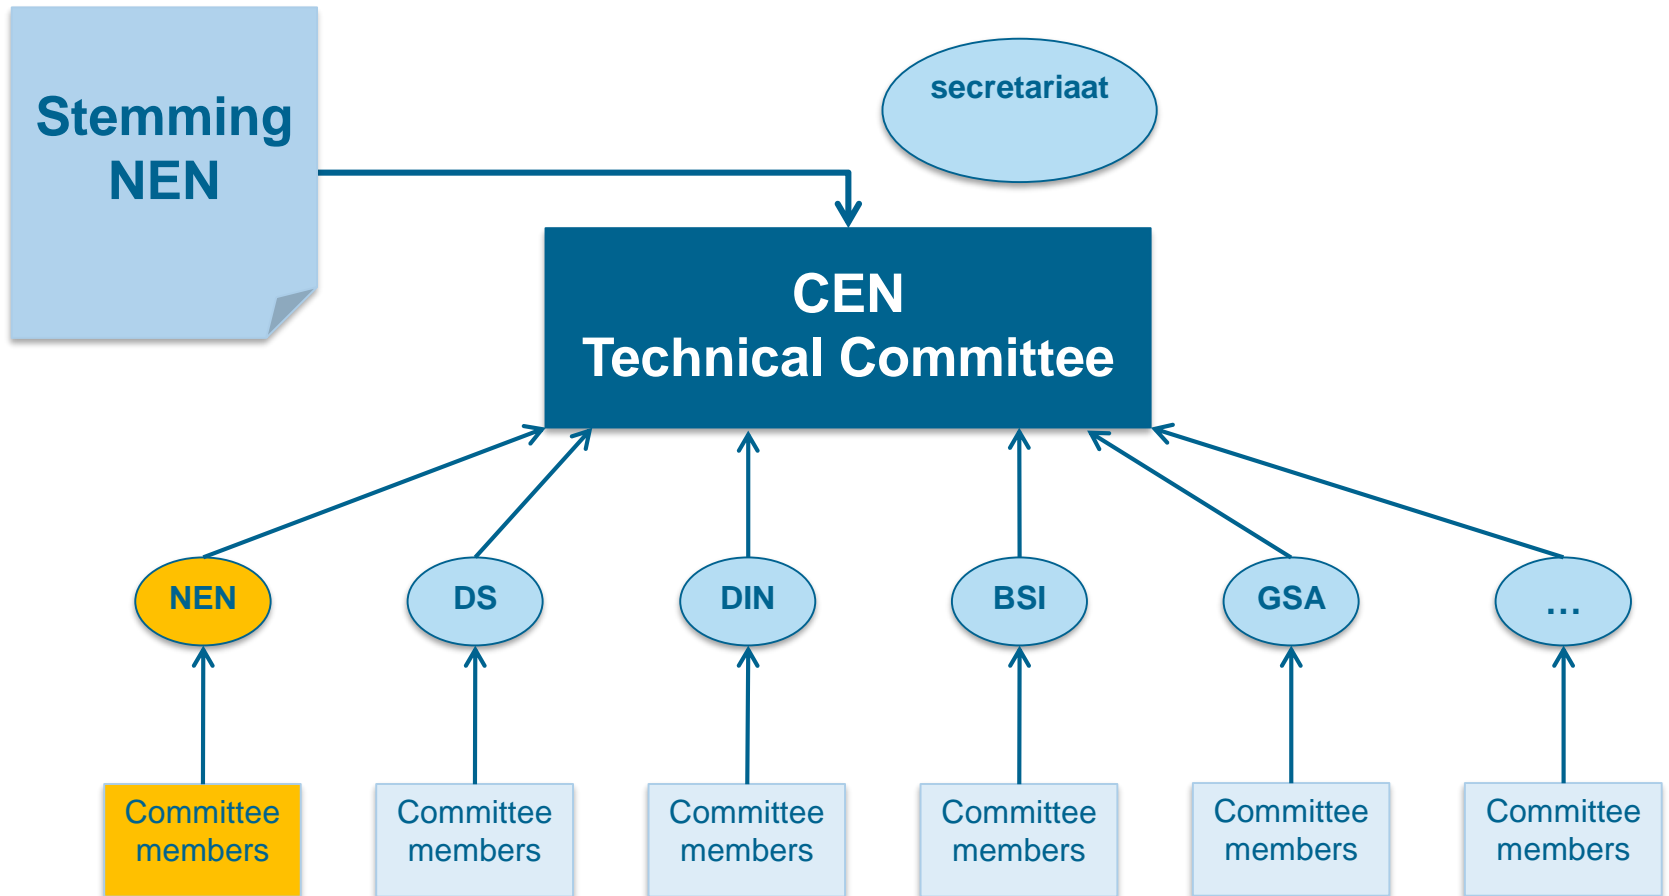 Stemming
NEN
secretariaat
CEN
Technical Committee
NEN
DS
DIN
BSI
GSA
...
Committee
members
Committee
members
Committee
members
Committee
members
Committee
members
Committee
members